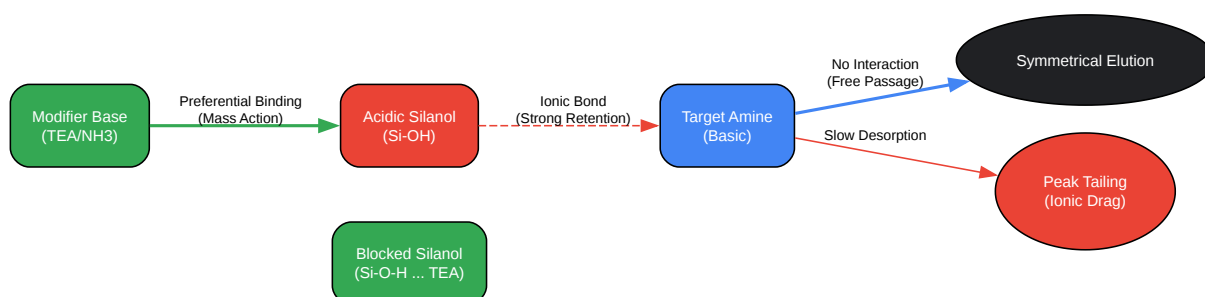 Modifier Base
(TEA/NH3)
Preferential Binding
(Mass Action)
Acidic Silanol
(Si-OH)
Ionic Bond
(Strong Retention)
Target Amine
(Basic)
No Interaction
(Free Passage)
Slow Desorption
Symmetrical Elution
Peak Tailing
(Ionic Drag)
Blocked Silanol
(Si-O-H ... TEA)